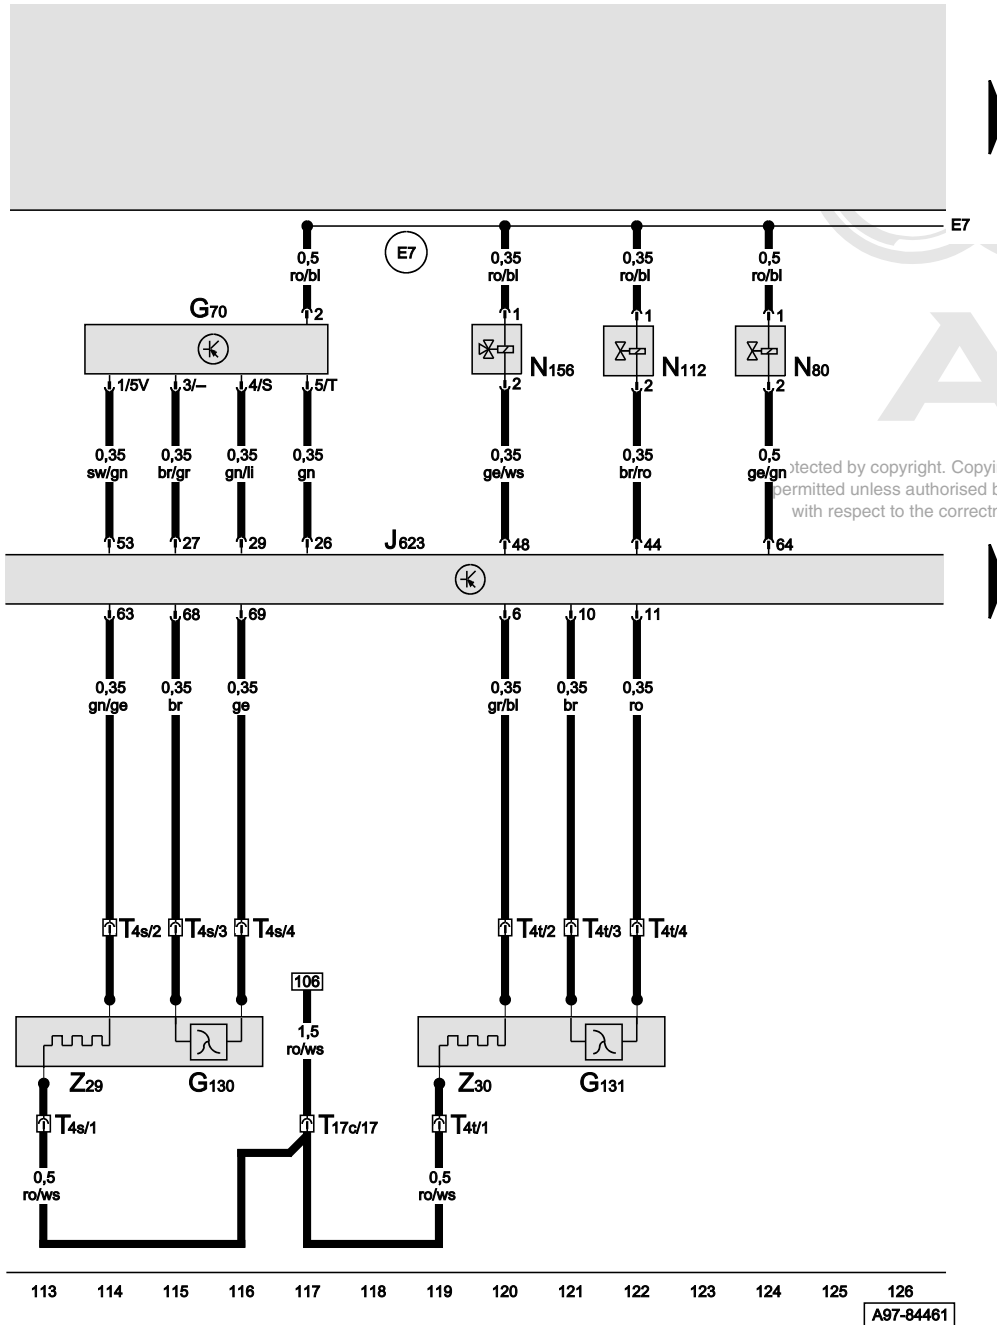 E7
E7
0,5 0,35 0,35 0,5
ro/bl ro/bl ro/bl ro/bl
G70
2 1 1 1
N156 N112 N80
1/5V 3/– 4/S 5/T 2 2 2
0,35 0,35 0,35 0,35 0,35 0,35 0,5
sw/gn br/gr gn/li gn ge/ws br/ro ge/gn
by copyright.
permitted unless authorised
with respect to the
53 27 29 26 J623 48 44 64
63 68 69 6 10 11
0,35 0,35 0,35 0,35 0,35 0,35
gn/ge br ge gr/bl br ro
T4s/2 T4s/3 T4s/4 T4t/2 T4t/3 T4t/4
106
1,5
ro/ws
Z29 G130 Z30 G131
T4s/1 T17c/17 T4t/1
0,5 0,5
ro/ws ro/ws
113 114 115 116 117 118 119 120 121 122 123 124 125 126
A97-84461